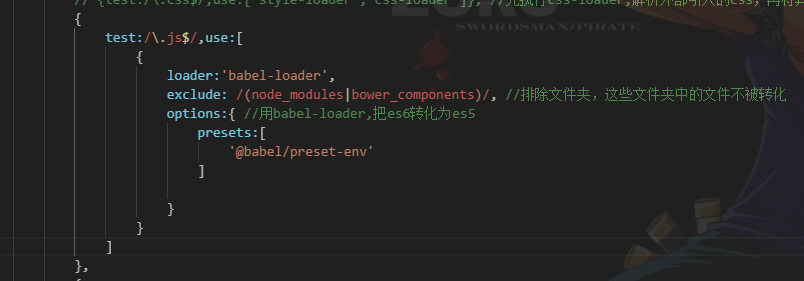 // {test:/\.css$/,use:['style-loader','css-loader']}, //先执行css-loader,解析外部引入的css，再将
{
test:/\.js$/,use:[
{
loader:'babel-loader',
exclude: /(node_modules|bower_components)/, //排除文件夹，这些文件夹中的文件不被转化
options:{ //用babel-loader,把es6转化为es5
presets:[
'@babel/preset-env'
]
}
}
]
},
SWORDSMAN/PIRATE